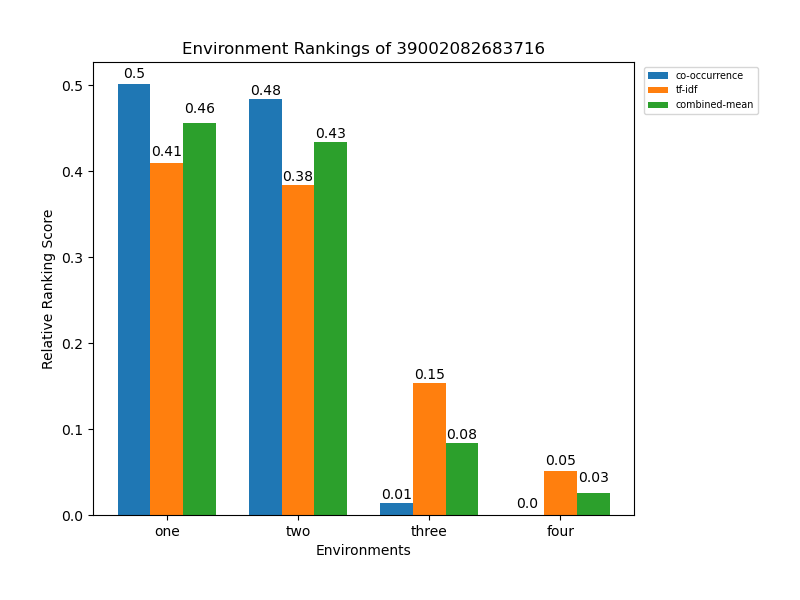 Environment Rankings of 39002082683716
co-occurrence
tf-idf
combined-mean
Relative Ranking Score
0.5
0.4
0.3
0.2
0.1
0.0
0.5
0.41
0.46
0.48
0.38
0.43
0.01
0.15
0.08
0.0
0.05
0.03
one two three four
Environments